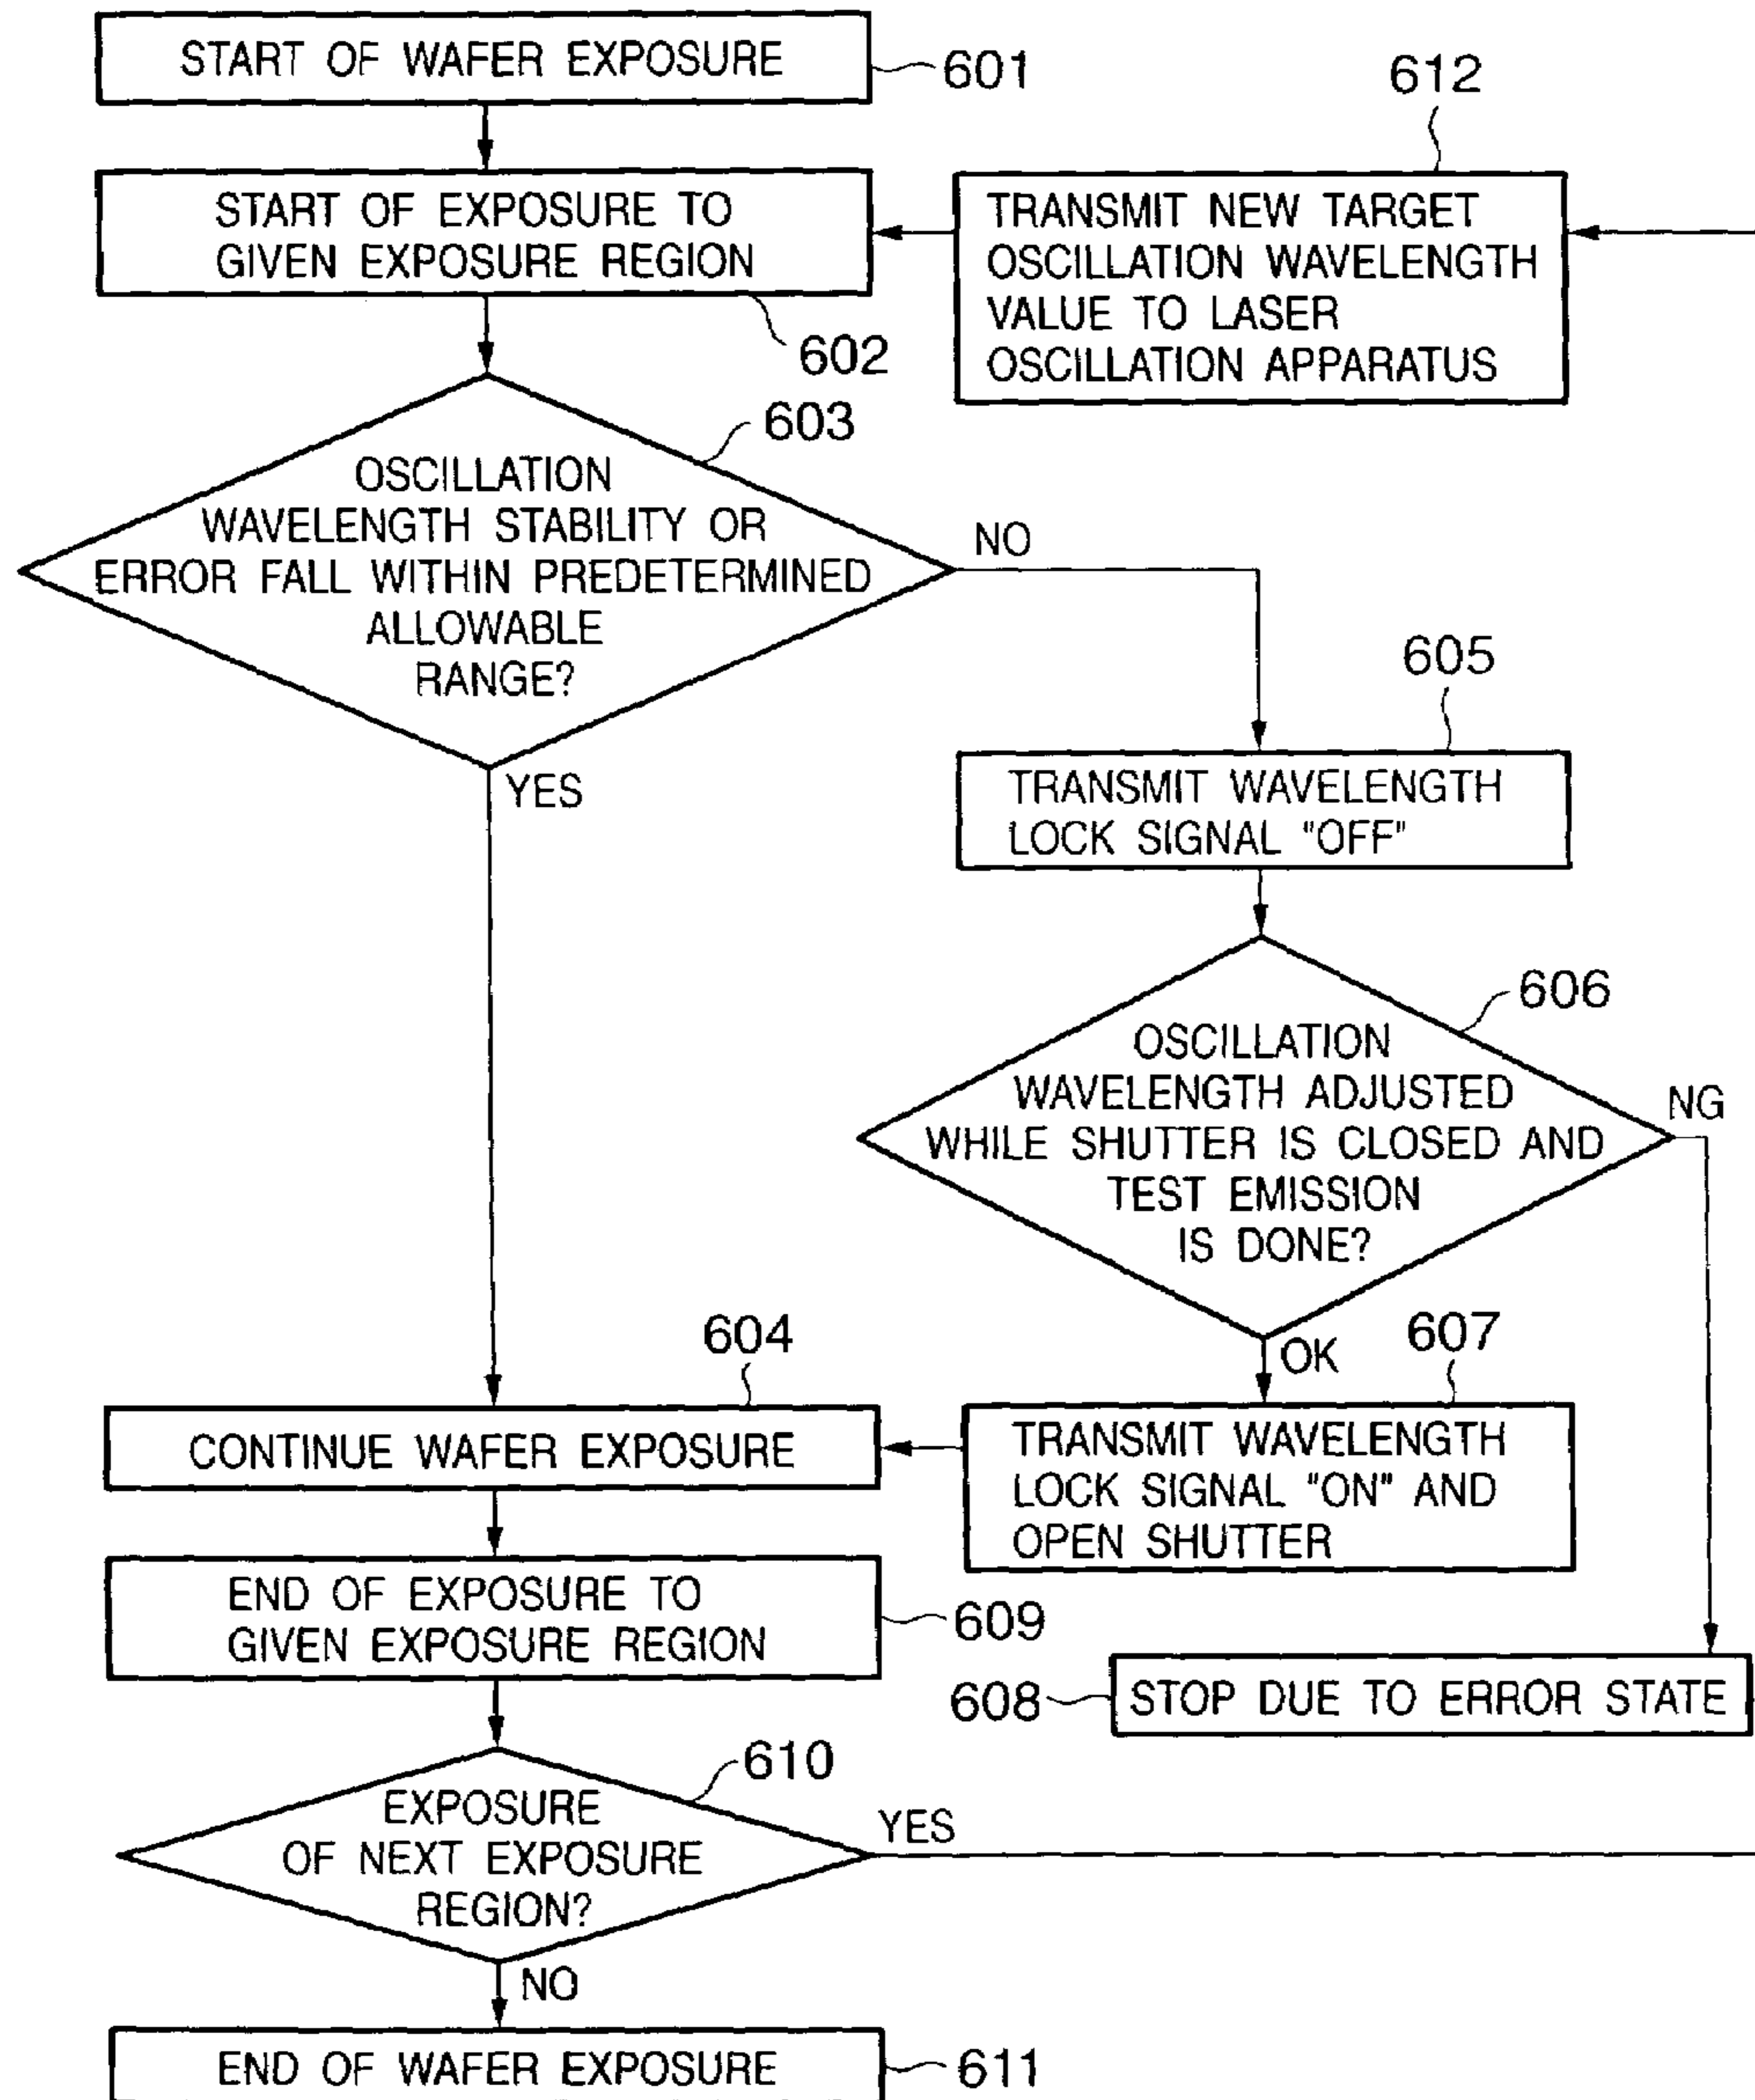 START OF WAFER EXPOSURE
601
612
START OF EXPOSURE TO
GIVEN EXPOSURE REGION
602
TRANSMIT NEW TARGET
OSCILLATION WAVELENGTH
VALUE TO LASER
OSCILLATION APPARATUS
603
OSCILLATION
WAVELENGTH STABILITY OR
ERROR FALL WITHIN PREDETERMINED
ALLOWABLE
RANGE?
NO
YES
605
TRANSMIT WAVELENGTH
LOCK SIGNAL "OFF"
606
OSCILLATION
WAVELENGTH ADJUSTED
WHILE SHUTTER IS CLOSED AND
TEST EMISSION
IS DONE?
NG
OK
604
CONTINUE WAFER EXPOSURE
607
TRANSMIT WAVELENGTH
LOCK SIGNAL "ON" AND
OPEN SHUTTER
END OF EXPOSURE TO
GIVEN EXPOSURE REGION
609
608
STOP DUE TO ERROR STATE
610
EXPOSURE
OF NEXT EXPOSURE
REGION?
YES
NO
END OF WAFER EXPOSURE
611